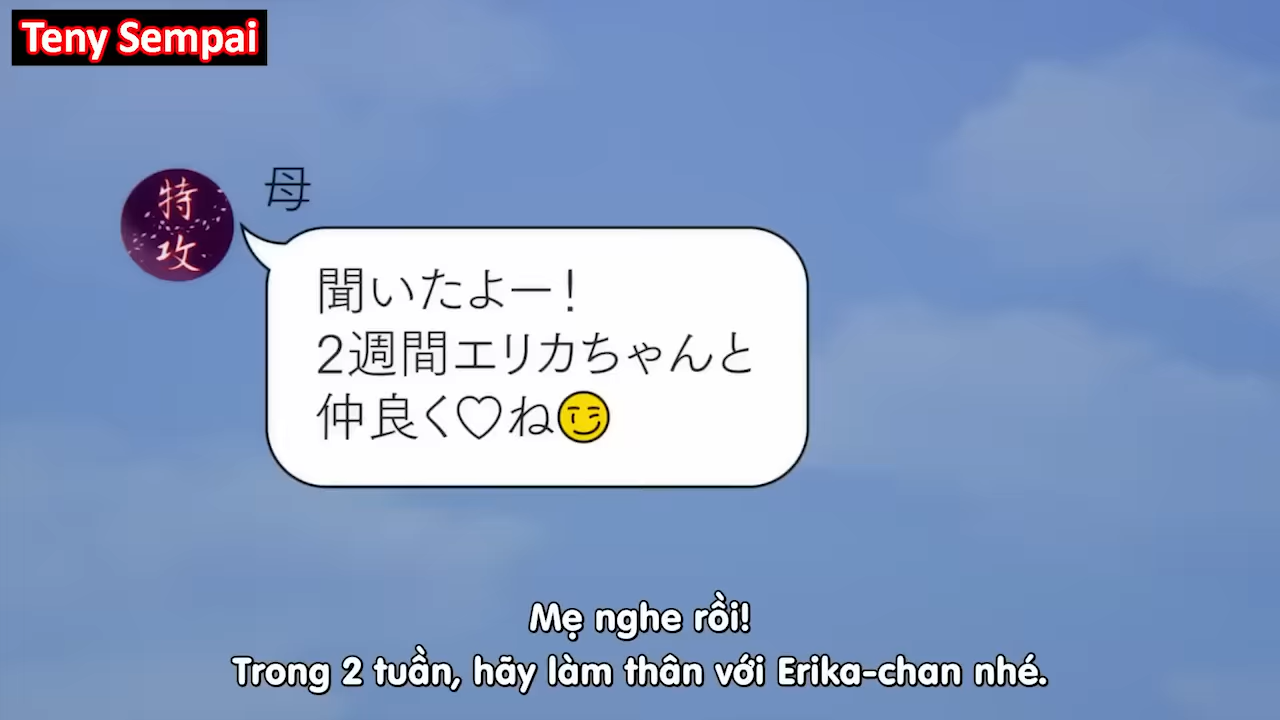 Teny Sempai
特
攻
母
聞いたよー！
2週間エリカちゃんと
仲良く♡ね😏
Mẹ nghe rồi!
Trong 2 tuần, hãy làm thân với Erika-chan nhé.